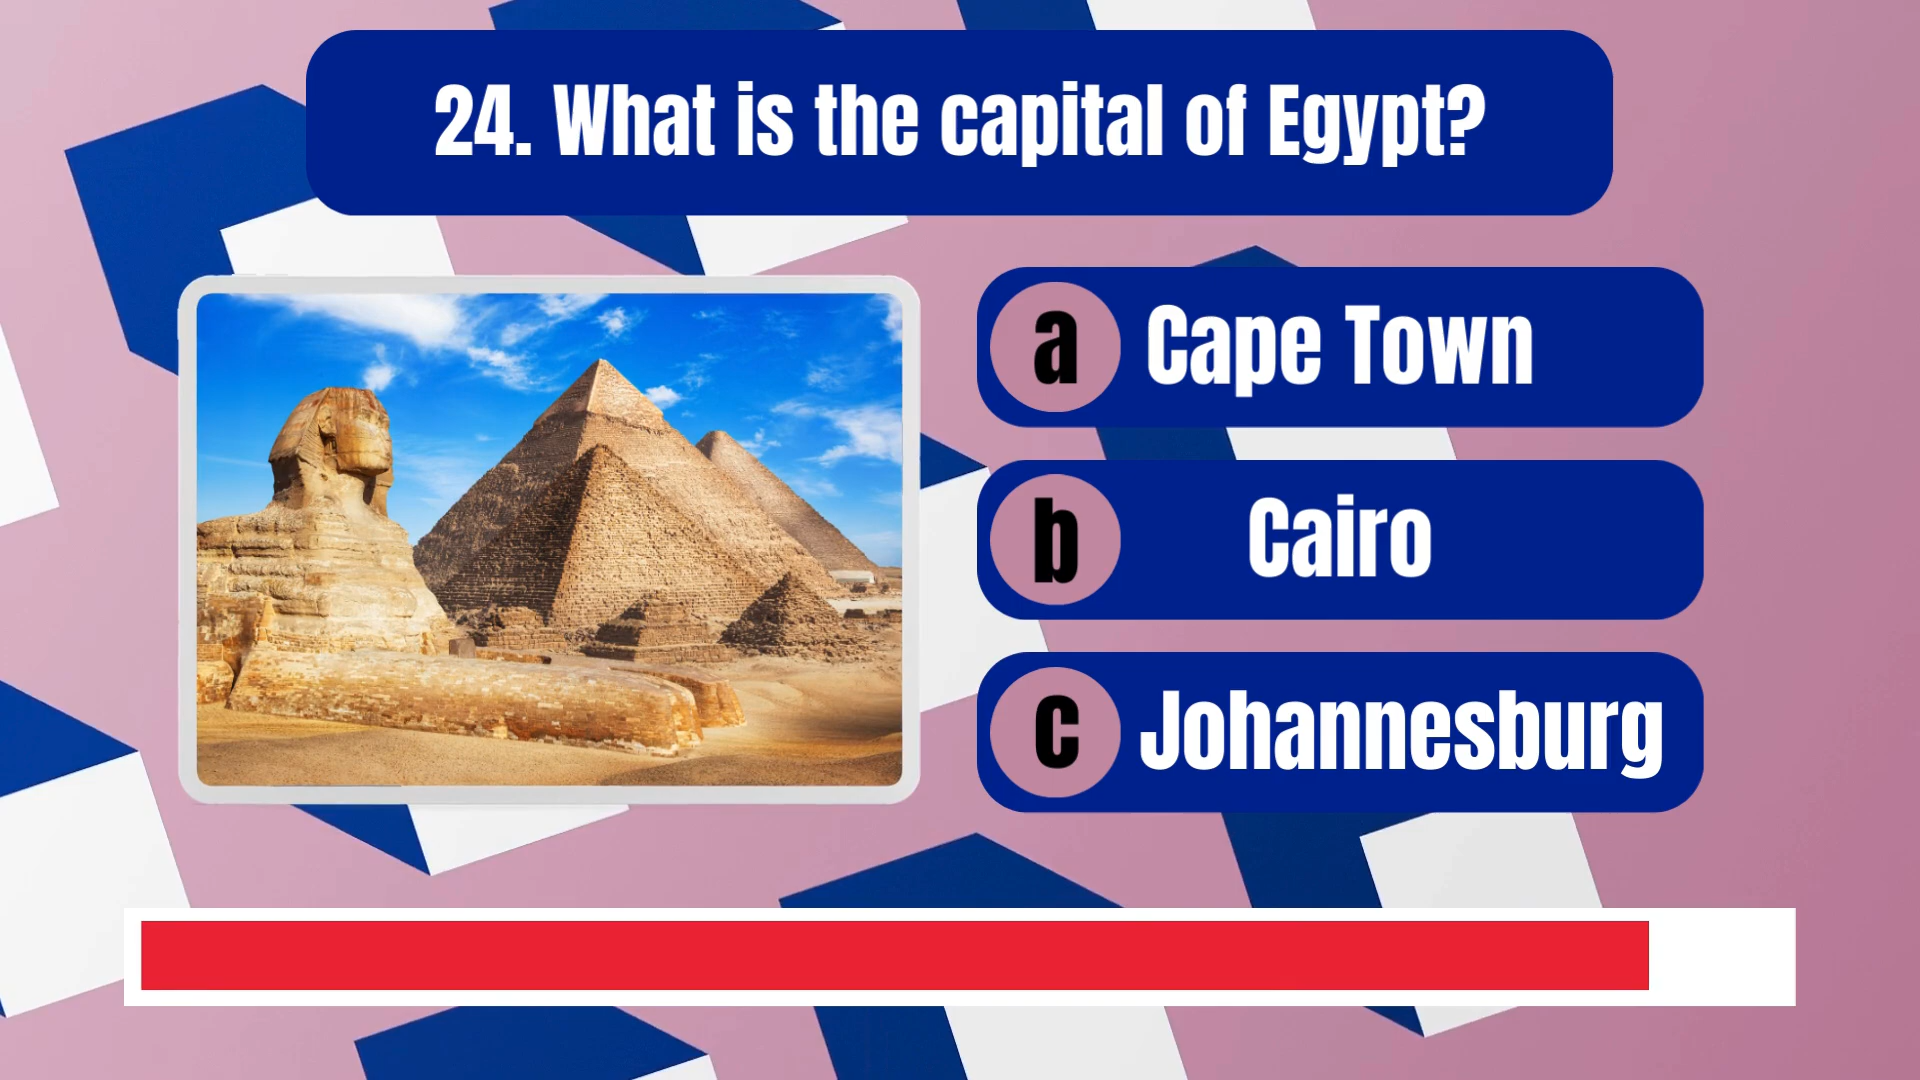 24. What is the capital of Egypt?
a Cape Town
b Cairo
c Johannesburg